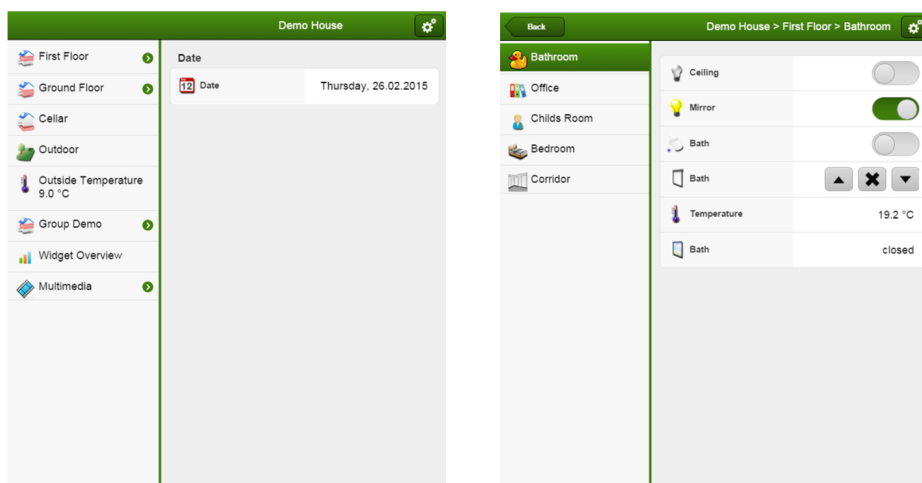 Demo House
First Floor
Ground Floor
Cellar
Outdoor
Outside Temperature
9.0 °C
Group Demo
Widget Overview
Multimedia
Date
12 Date Thursday, 26.02.2015
Back Demo House > First Floor > Bathroom
Bathroom
Office
Childs Room
Bedroom
Corridor
Ceiling
Mirror
Bath
Bath
Temperature 19.2 °C
Bath closed